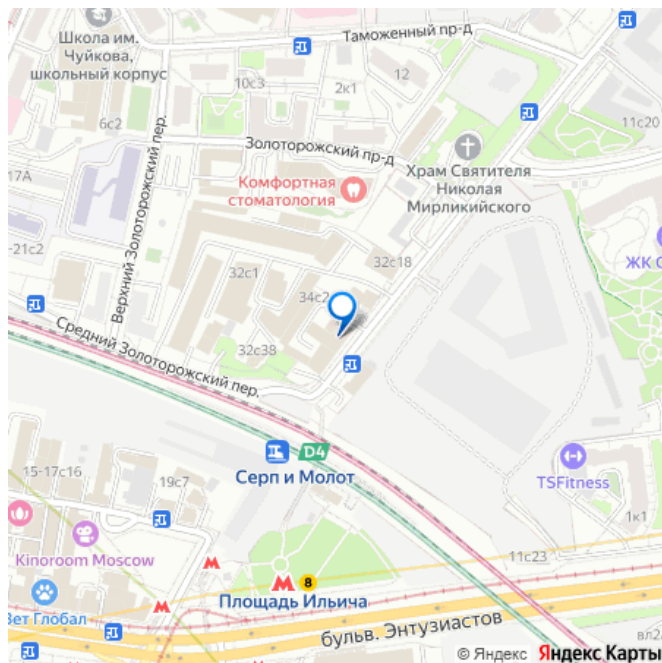 Школа им.
Чуйкова,
школьный корпус
Таможенный пр-д
10с3
2к1
12
11с20
6с2
Золоторожский пр-д
17А
Комфортная
стоматология
Храм Святителя
Николая
Мирликийского
-21с2
Верхний Золоторожский пер.
32с1
34с2
32с18
ЖК С
Средний Золоторожский пер.
32с38
D4
Серп и Молот
15-17с16
19с7
TSFitness
1к1
Kinoroom Moscow
11с23
8
Площадь Ильича
Вет Глобал
бульв. Энтузиастов
© Яндекс Яндекс Карты